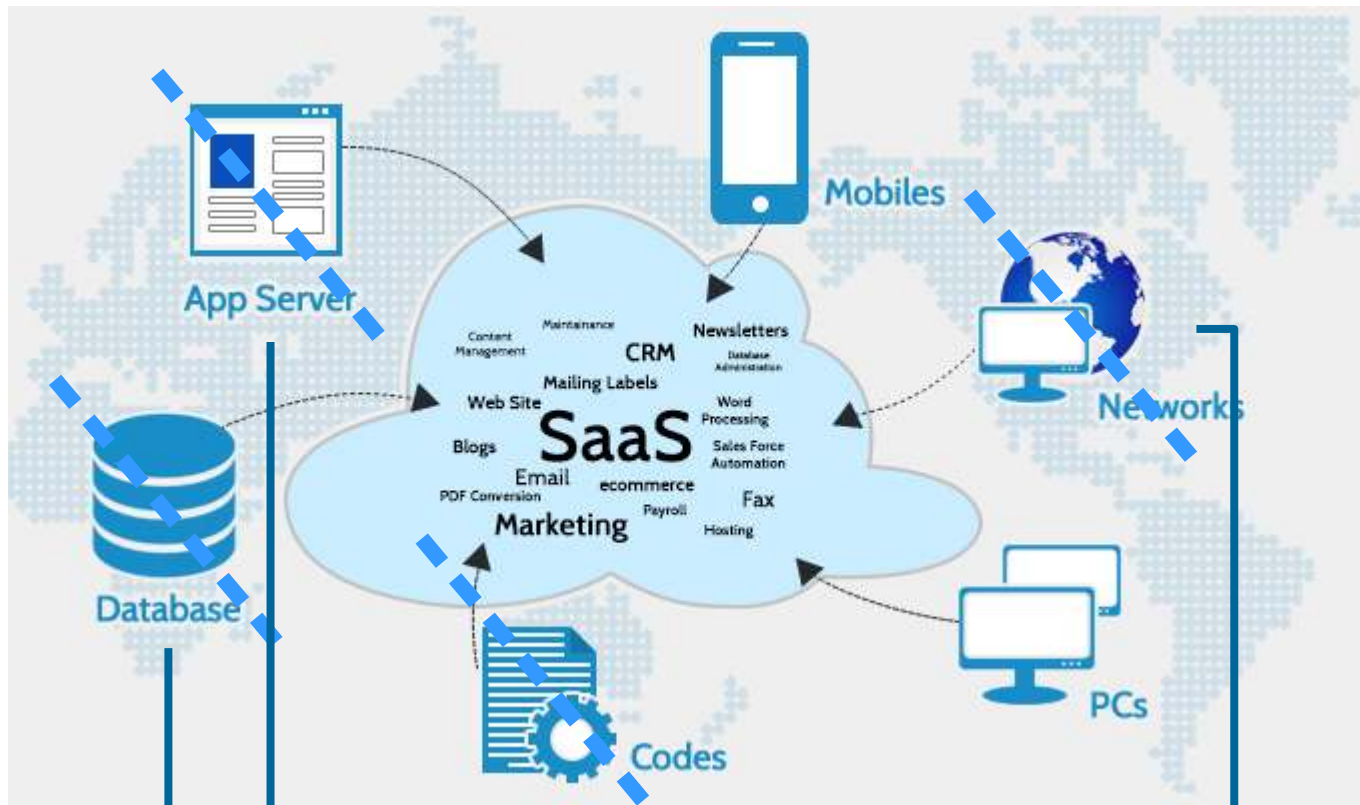 Mobiles
App Server
Maintainance
Newsletters
Content
Management
CRM
Database
Administration
Mailing Labels
Web Site
Word
Processing
Networks
SaaS
Blogs
Sales Force
Automation
Email
ecommerce
PDF Conversion
Fax
Payroll
Marketing
Hosting
Database
PCs
Codes